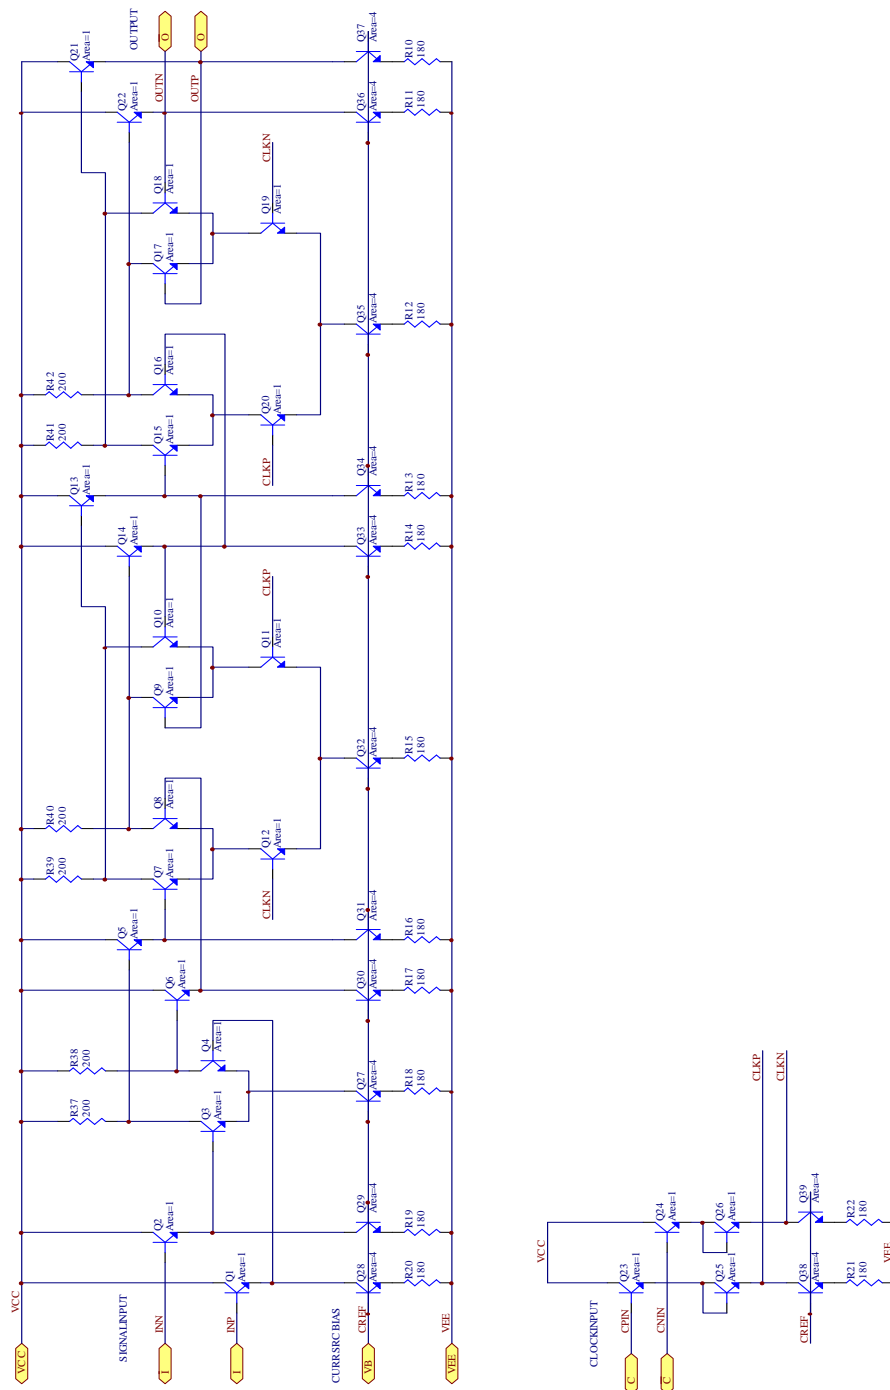 VCC
VCC
R37
200
R38
200
R39
200
R40
200
R41
200
R42
200
Q13
Area=1
Q21
Area=1
SIGNALINPUT
OUTPUT
Q5
Area=1
Q14
Area=1
Q22
Area=1
I̅
INN
Q2
Area=1
Q6
Area=1
Q7
Area=1
Q8
Area=1
Q9
Area=1
Q10
Area=1
Q15
Area=1
Q16
Area=1
Q17
Area=1
Q18
Area=1
OUTN
O̅
OUTP
O
I
INP
Q1
Area=1
Q3
Area=1
Q4
Area=1
CLKN
Q12
Area=1
Q11
Area=1
CLKP
CLKP
Q20
Area=1
Q19
Area=1
CLKN
CURRSRC BIAS
VB
CREF
Q28
Area=4
Q29
Area=4
Q27
Area=4
Q30
Area=4
Q31
Area=4
Q32
Area=4
Q33
Area=4
Q34
Area=4
Q35
Area=4
Q36
Area=4
Q37
Area=4
R20
180
R19
180
R18
180
R17
180
R16
180
R15
180
R14
180
R13
180
R12
180
R11
180
R10
180
VEE
VEE
VCC
CLOCKINPUT
C
CPIN
Q23
Area=1
C̅
CNIN
Q24
Area=1
Q25
Area=1
Q26
Area=1
CLKP
CLKN
CREF
Q38
Area=4
Q39
Area=4
R21
180
R22
180
VEE